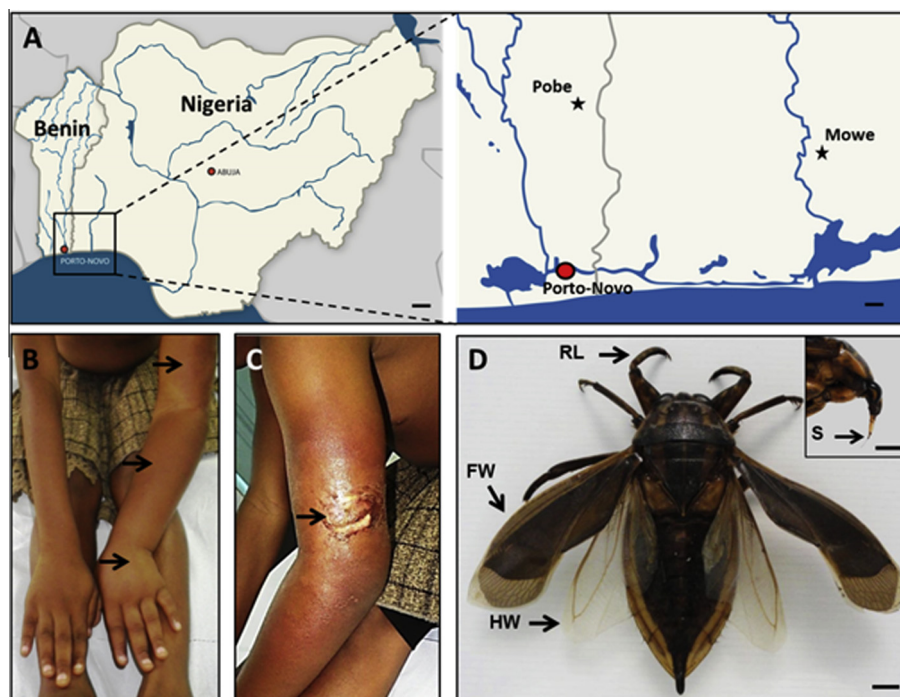 A
Nigeria
Benin
ABUJA
PORTO-NOVO
Pobe
Mowe
Porto-Novo
B
C
D
RL
S
FW
HW